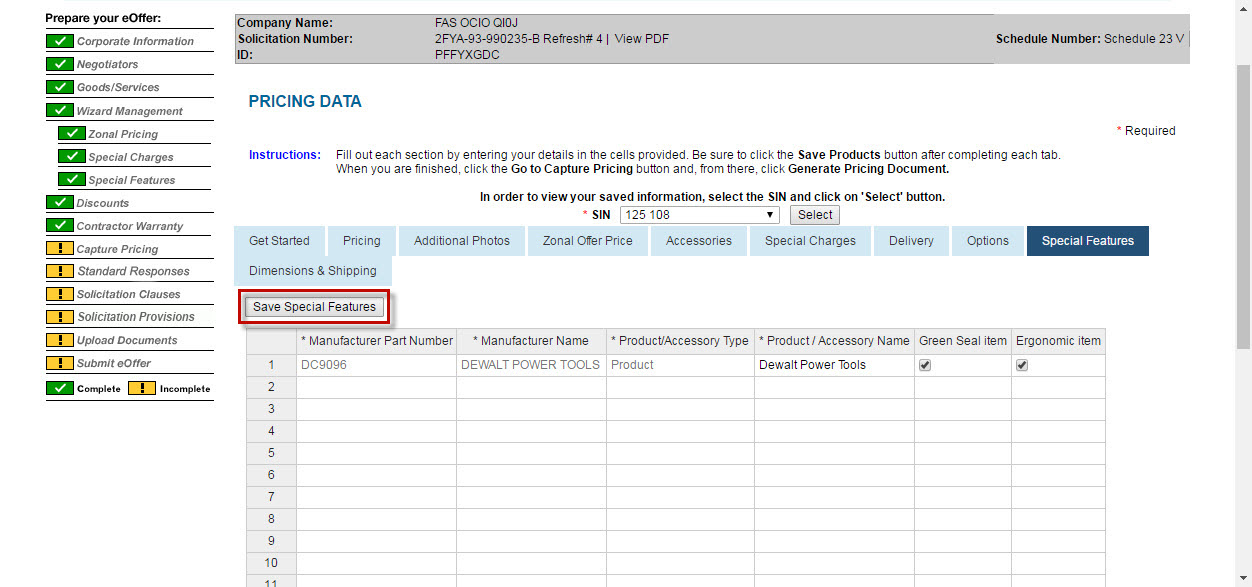 Prepare your eOffer:
Corporate Information
Negotiators
Goods/Services
Wizard Management
Zonal Pricing
Special Charges
Special Features
Discounts
Contractor Warranty
Capture Pricing
Standard Responses
Solicitation Clauses
Solicitation Provisions
Upload Documents
Submit eOffer
Complete ! Incomplete
Company Name: FAS OCIO QI0J
Solicitation Number: 2FYA-93-990235-B Refresh# 4 | View PDF
Schedule Number: Schedule 23 V
ID: PFFYXGDC
PRICING DATA
* Required
Instructions: Fill out each section by entering your details in the cells provided. Be sure to click the Save Products button after completing each tab.
When you are finished, click the Go to Capture Pricing button and, from there, click Generate Pricing Document.
In order to view your saved information, select the SIN and click on 'Select' button.
* SIN 125 108 Select
Get Started Pricing Additional Photos Zonal Offer Price Accessories Special Charges Delivery Options Special Features
Dimensions & Shipping
Save Special Features
* Manufacturer Part Number * Manufacturer Name * Product/Accessory Type * Product / Accessory Name Green Seal item Ergonomic item
1 DC9096 DEWALT POWER TOOLS Product Dewalt Power Tools
2
3
4
5
6
7
8
9
10
11